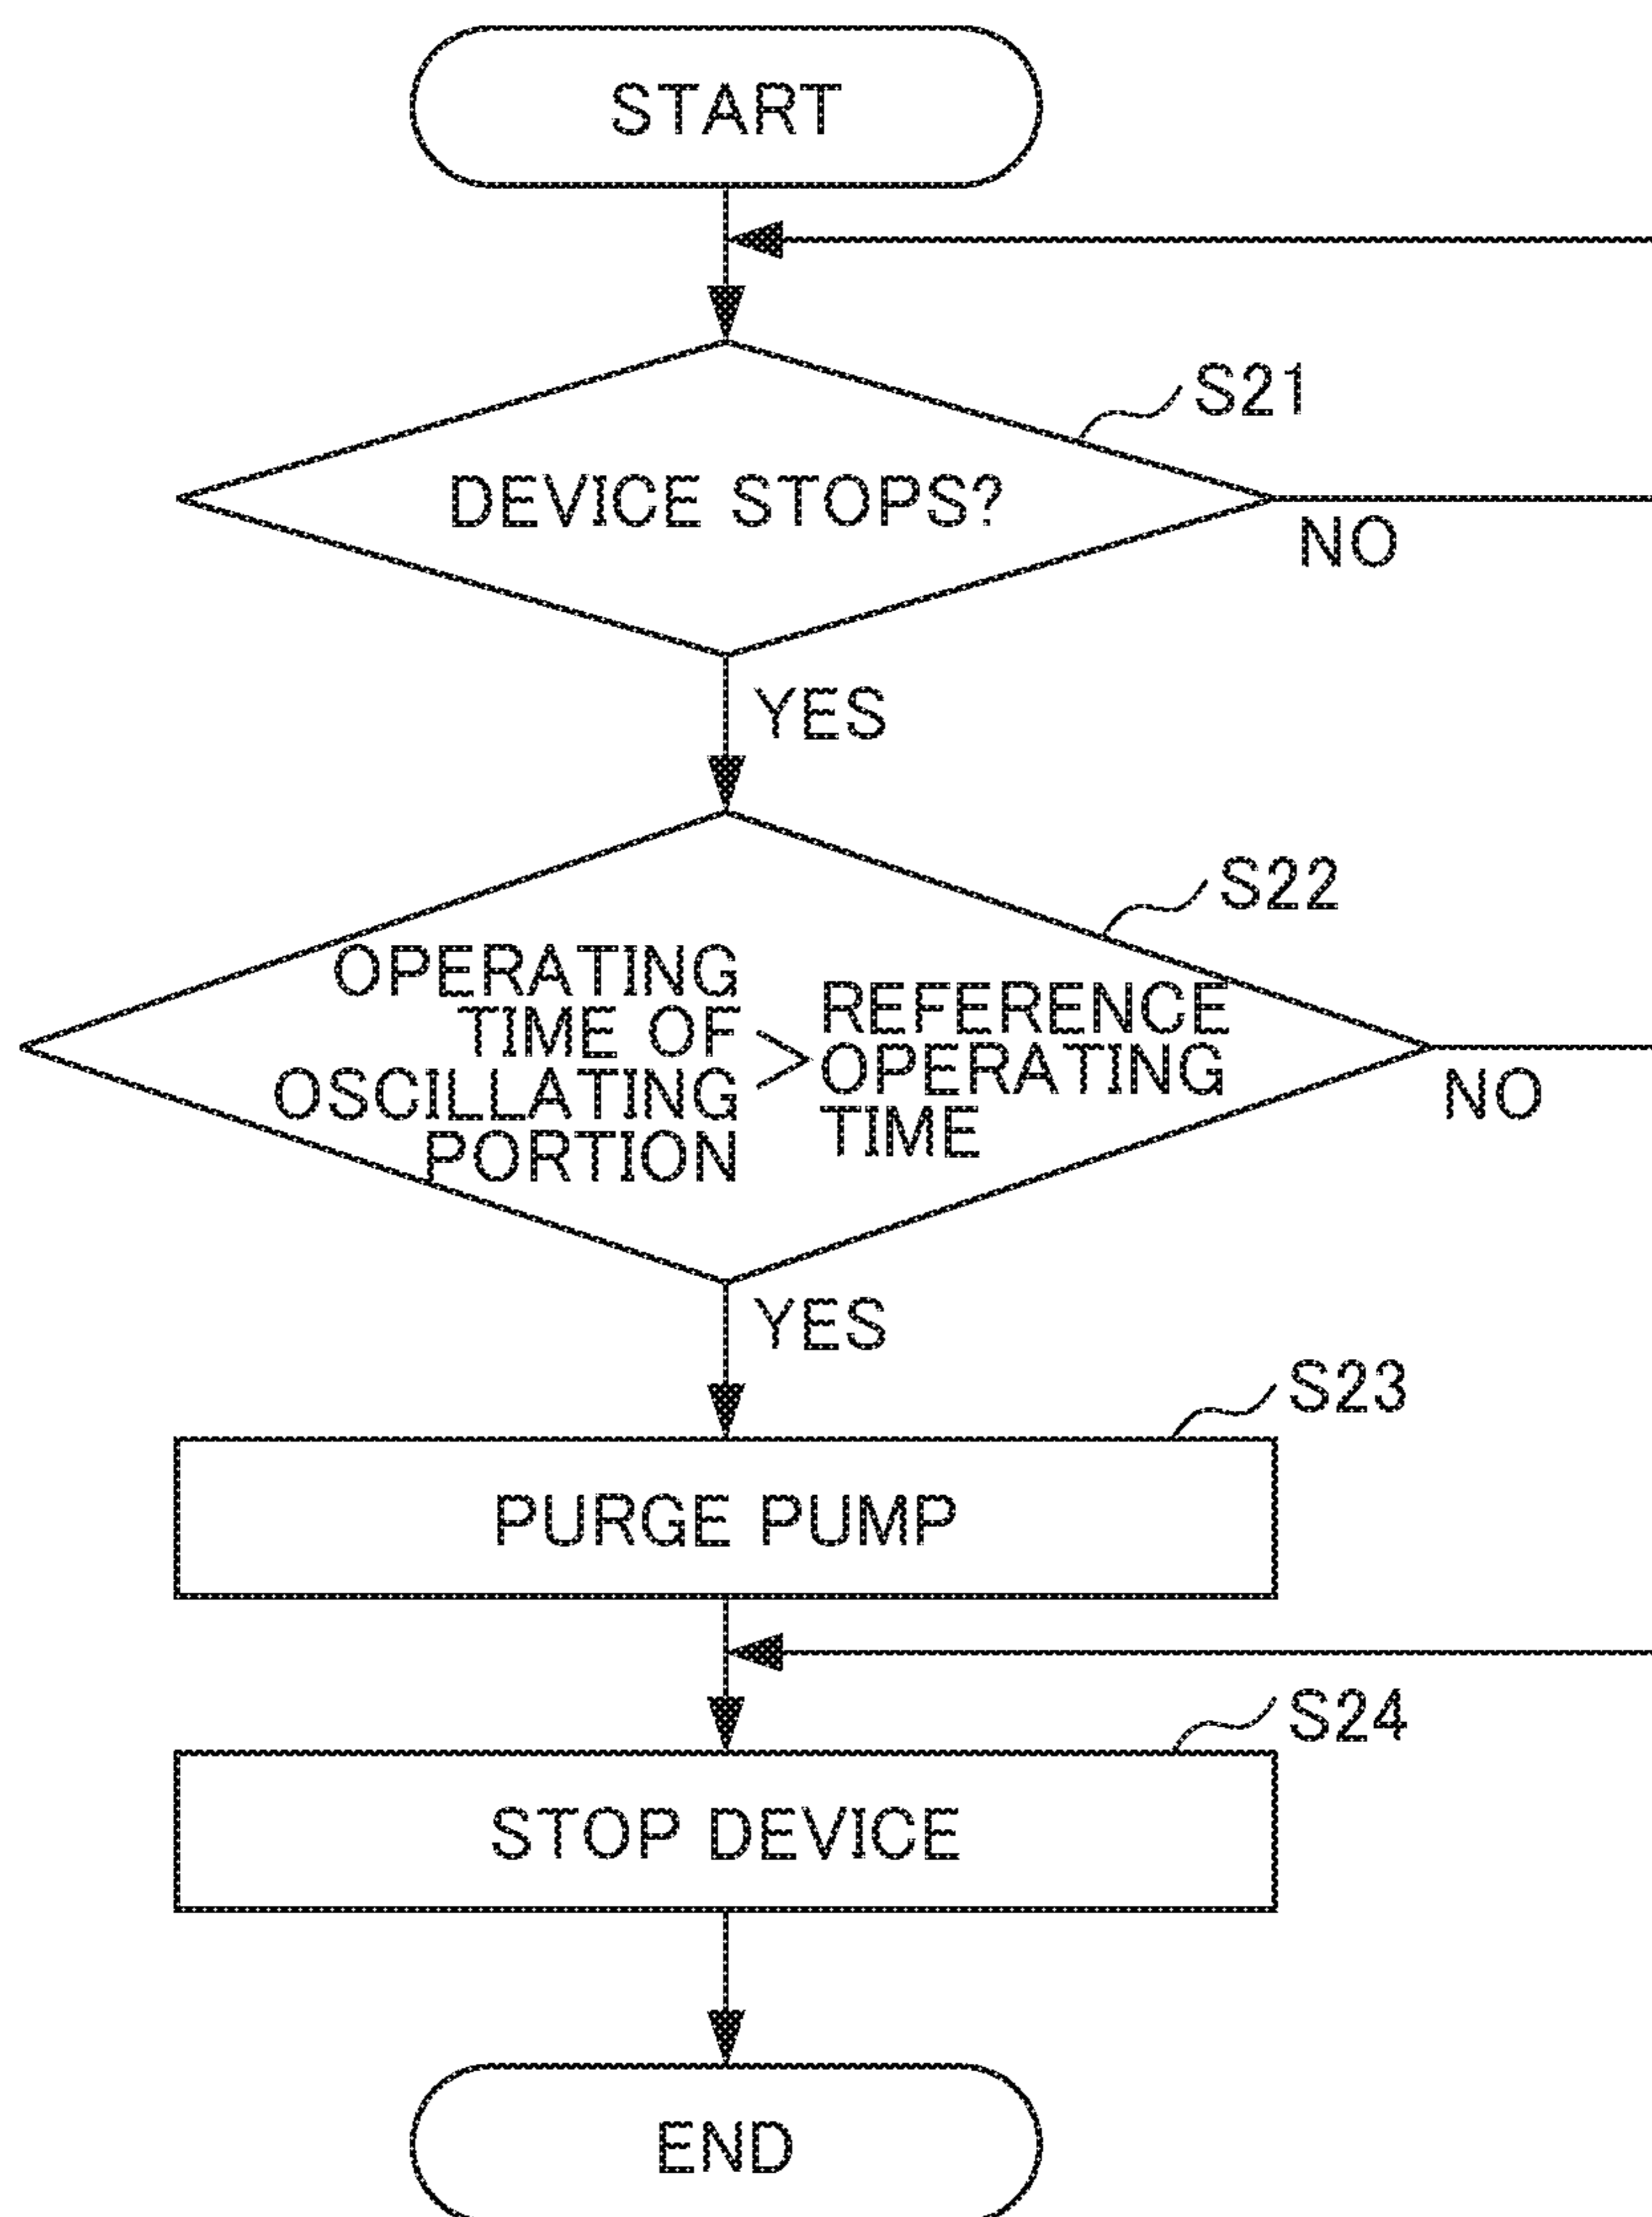 START
S21
DEVICE STOPS?
NO
YES
S22
OPERATING
TIME OF
OSCILLATING
PORTION
>
REFERENCE
OPERATING
TIME
NO
YES
S23
PURGE PUMP
S24
STOP DEVICE
END